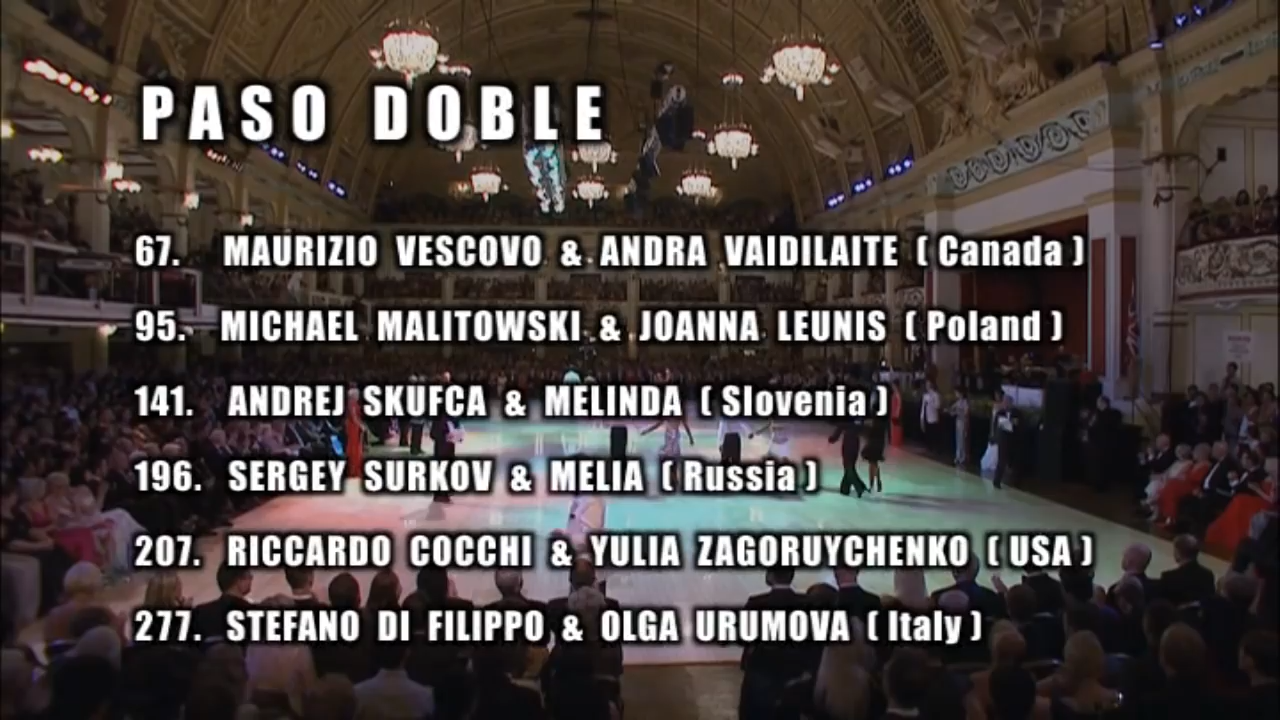 PASO DOBLE
67. MAURIZIO VESCOVO & ANDRA VAIDILAITE ( Canada )
95. MICHAEL MALITOWSKI & JOANNA LEUNIS ( Poland )
141. ANDREJ SKUFCA & MELINDA ( Slovenia )
196. SERGEY SURKOV & MELIA ( Russia )
207. RICCARDO COCCHI & YULIA ZAGORUYCHENKO ( USA )
277. STEFANO DI FILIPPO & OLGA URUMOVA ( Italy )